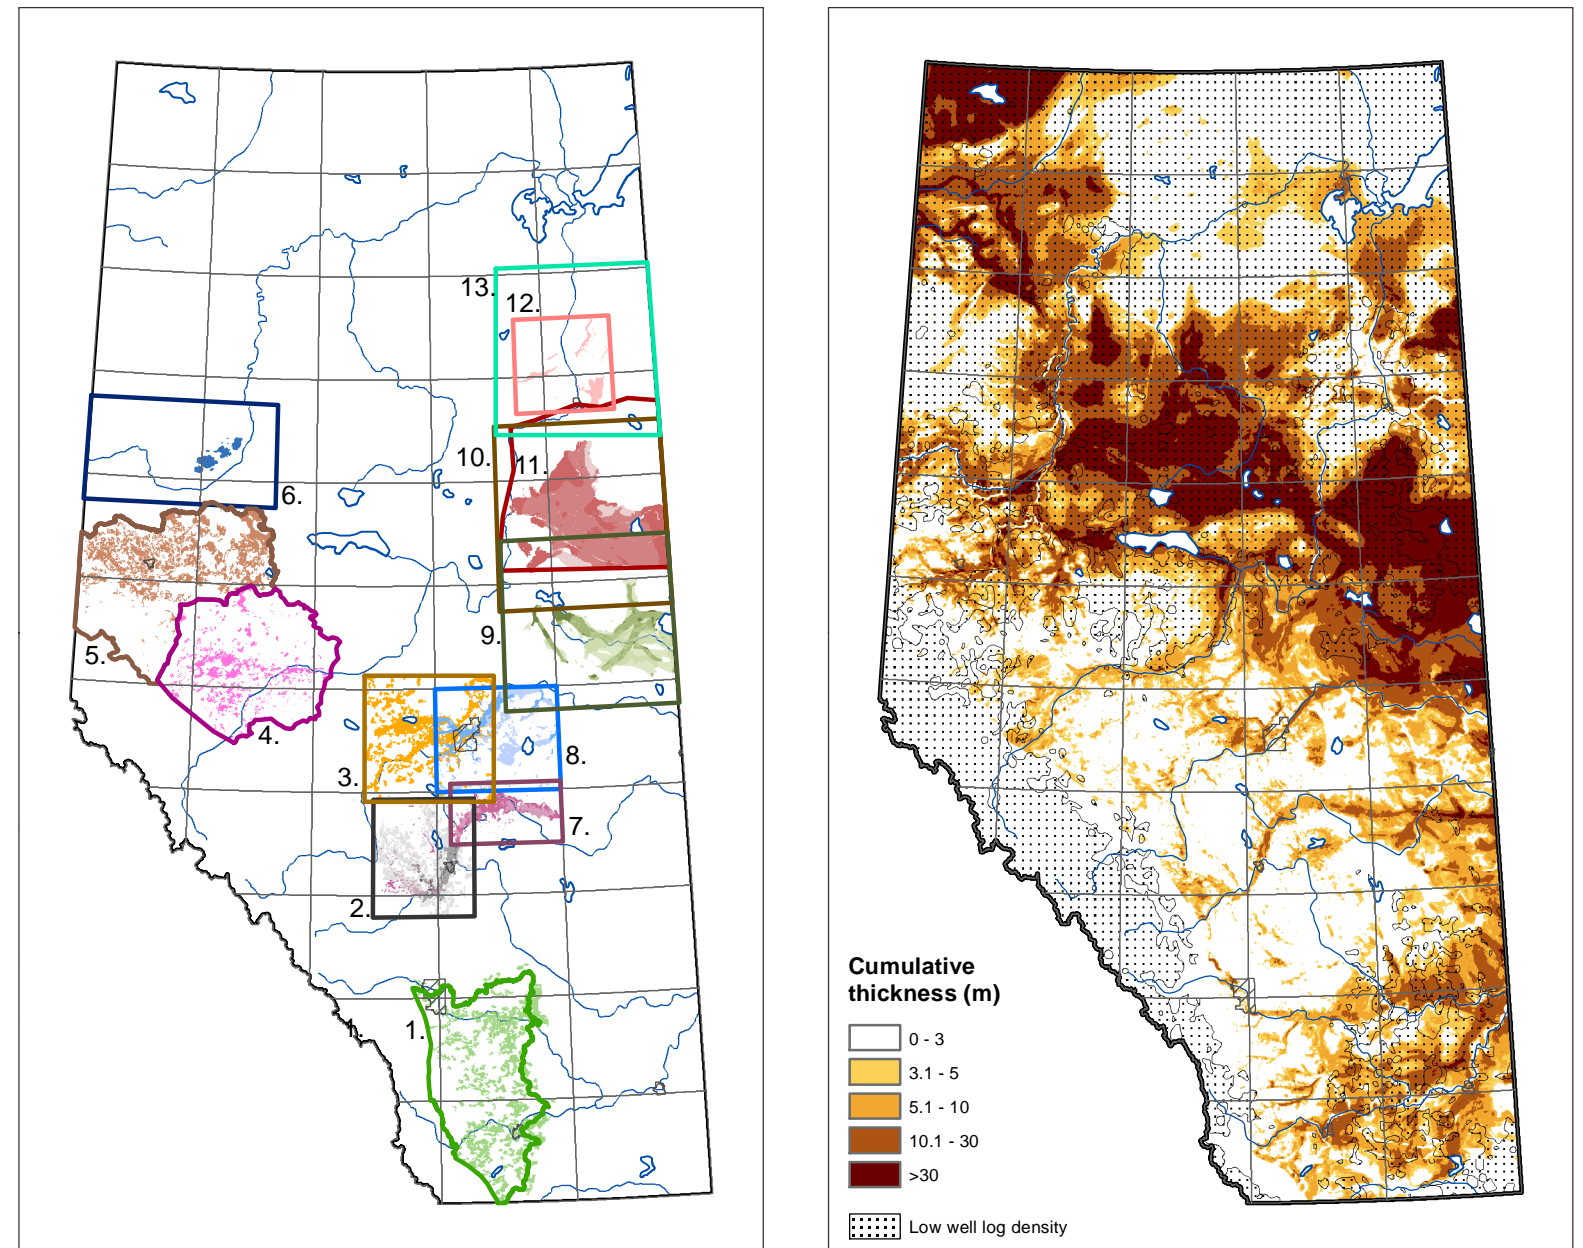 13.
12.
10.
11.
6.
5.
9.
4.
3.
8.
7.
2.
1.
Cumulative
thickness (m)
0 - 3
3.1 - 5
5.1 - 10
10.1 - 30
>30
Low well log density